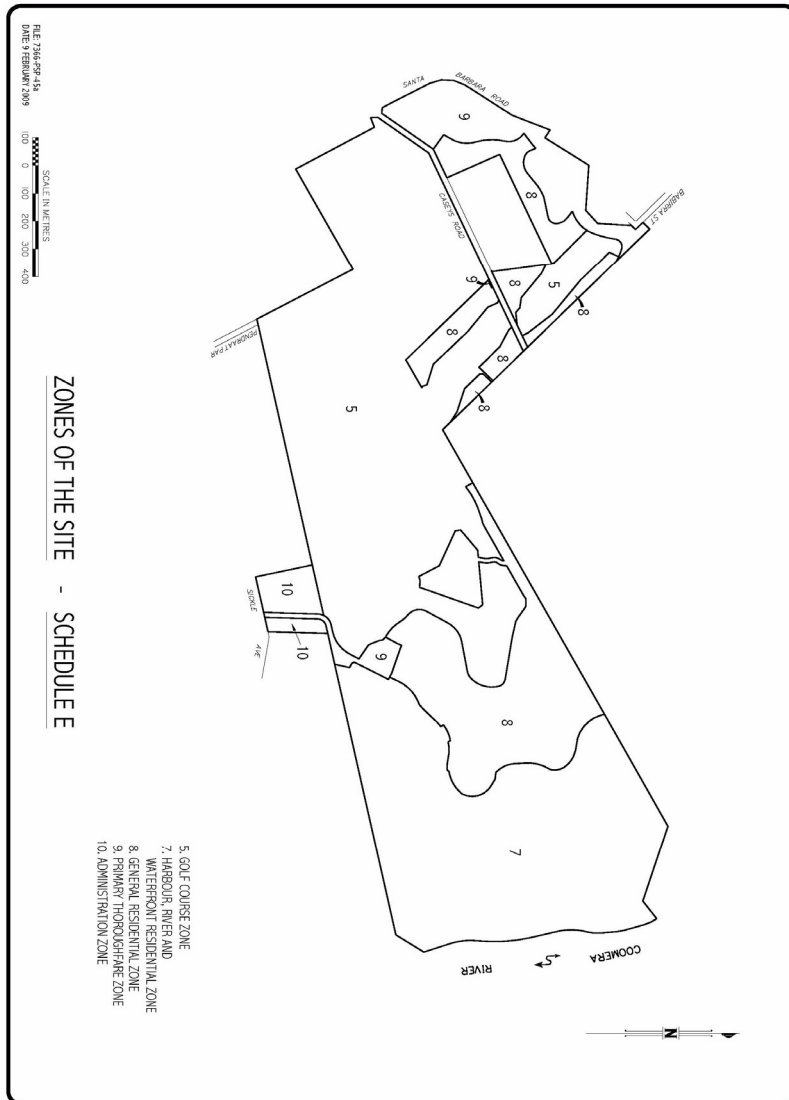 ZONES OF THE SITE - SCHEDULE E
FILE: 7366-PSP-45a
DATE: 9 FEBRUARY 2009
SCALE IN METRES
100 0 100 200 300 400
SANTA BARBARA ROAD
BABIRRA ST
CASEYS ROAD
PENDRAAT PAR
SICKLE AVE
COOMERA RIVER
N
9
8
5
8
8
9
8
8
8
5
10
10
9
8
7
5. GOLF COURSE ZONE
7. HARBOUR, RIVER AND
WATERFRONT RESIDENTIAL ZONE
8. GENERAL RESIDENTIAL ZONE
9. PRIMARY THOROUGHFARE ZONE
10. ADMINISTRATION ZONE